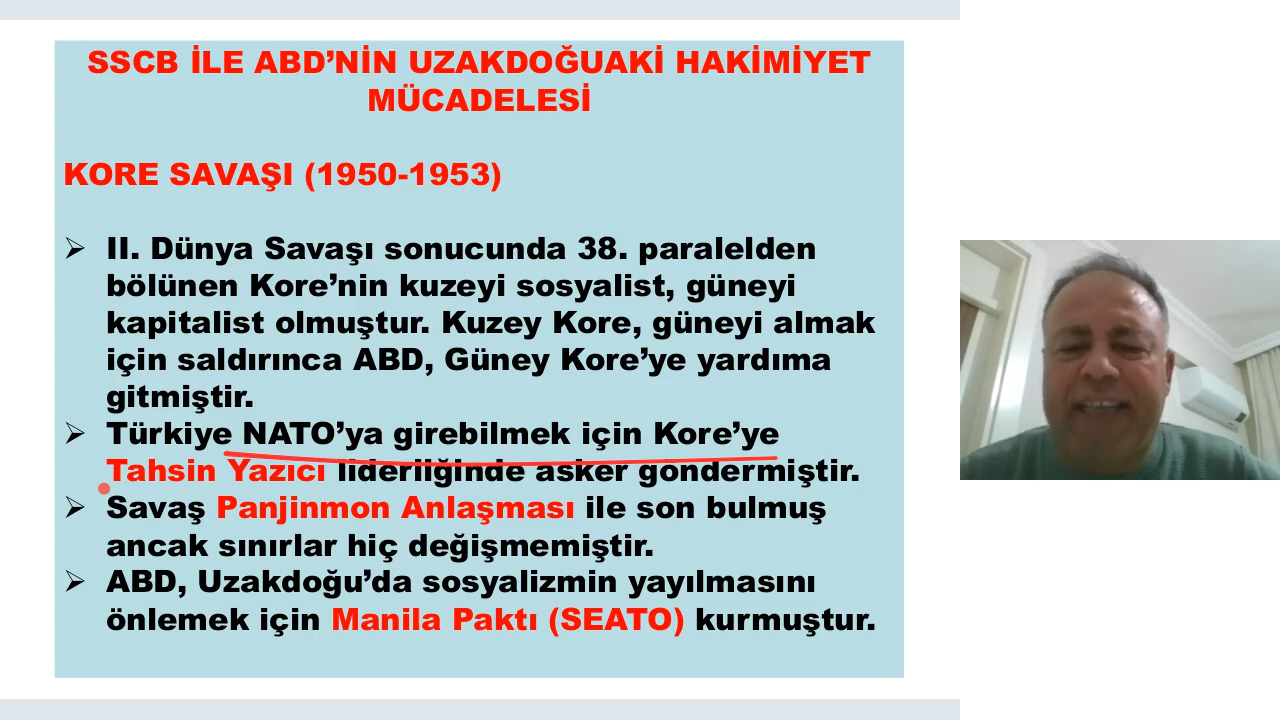 SSCB İLE ABD’NİN UZAKDOĞUAKİ HAKİMİYET
MÜCADELESİ
KORE SAVAŞI (1950-1953)
II. Dünya Savaşı sonucunda 38. paralelden
bölünen Kore’nin kuzeyi sosyalist, güneyi
kapitalist olmuştur. Kuzey Kore, güneyi almak
için saldırınca ABD, Güney Kore’ye yardıma
gitmiştir.
Türkiye NATO’ya girebilmek için Kore’ye
Tahsin Yazıcı liderliğinde asker göndermiştir.
Savaş Panjinmon Anlaşması ile son bulmuş
ancak sınırlar hiç değişmemiştir.
ABD, Uzakdoğu’da sosyalizmin yayılmasını
önlemek için Manila Paktı (SEATO) kurmuştur.